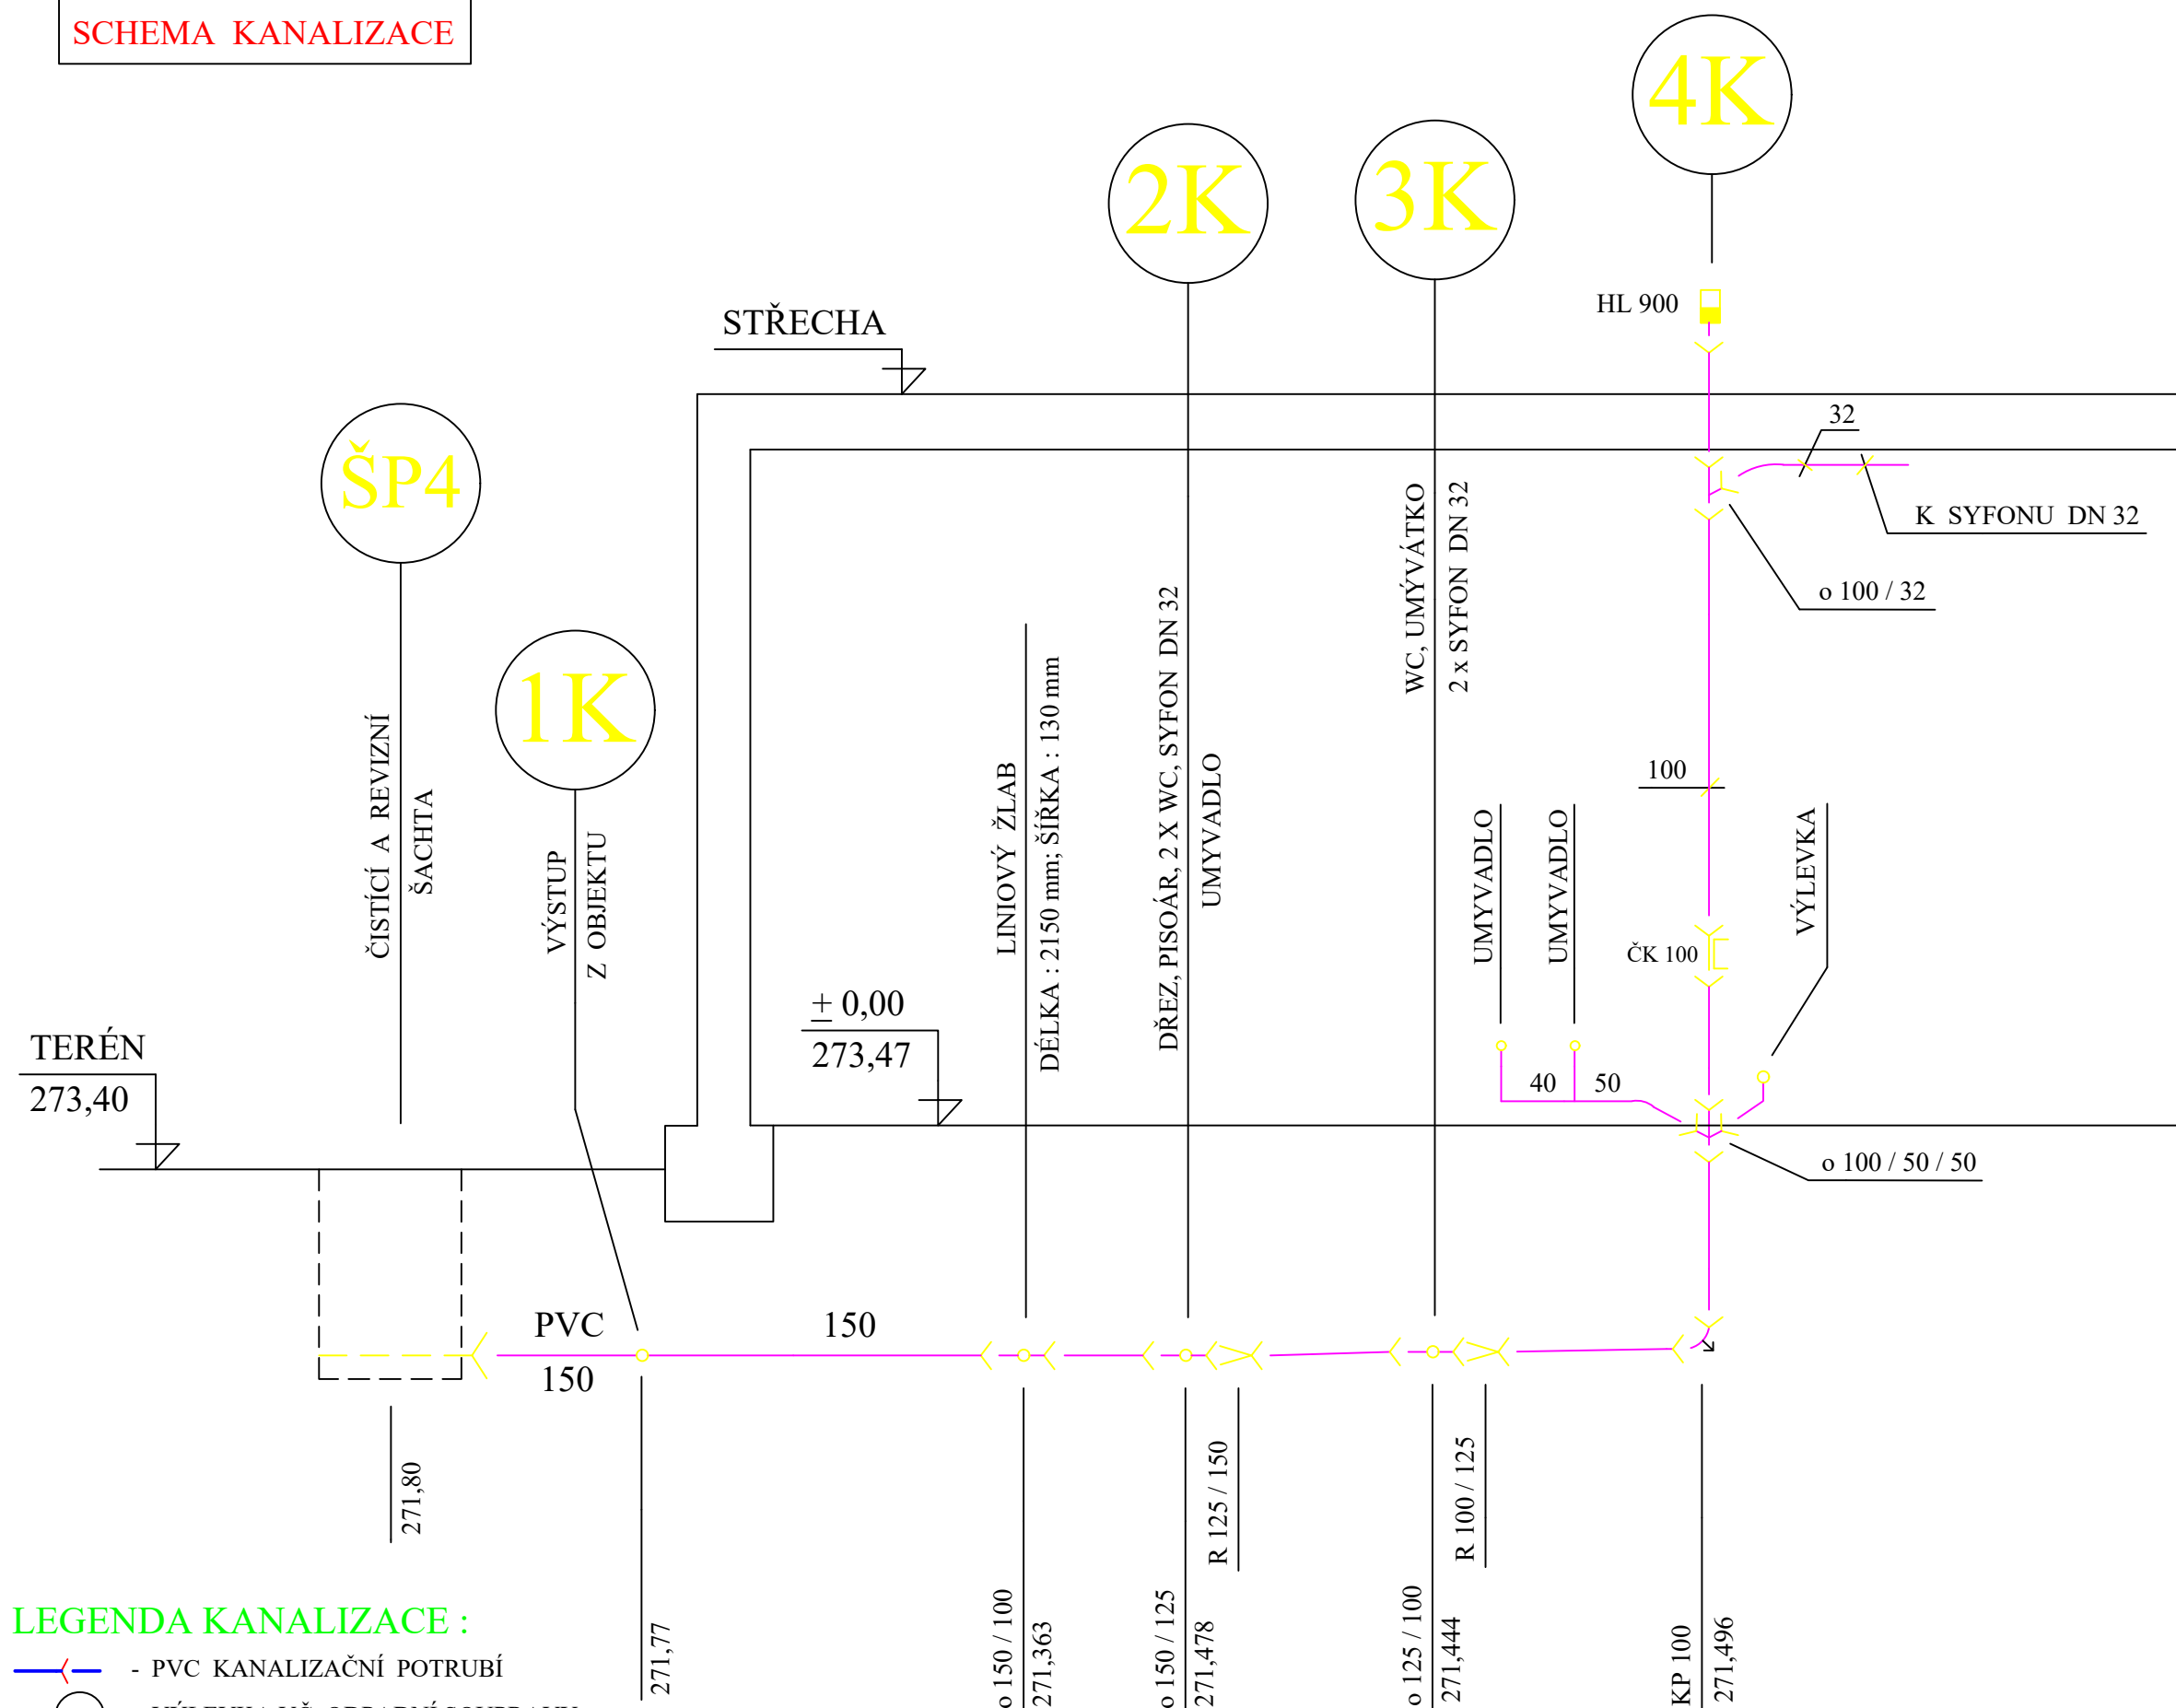 SCHEMA KANALIZACE
4K
2K
3K
HL 900
STŘECHA
32
ŠP4
K SYFONU DN 32
o 100 / 32
WC, UMÝVÁTKO
2 x SYFON DN 32
1K
ČISTÍCÍ A REVIZNÍ
ŠACHTA
VÝSTUP
Z OBJEKTU
LINIOVÝ ŽLAB
DÉLKA : 2150 mm; ŠÍŘKA : 130 mm
DŘEZ, PISOÁR, 2 X WC, SYFON DN 32
UMYVADLO
100
UMYVADLO
UMYVADLO
ČK 100
VÝLEVKA
± 0,00
273,47
TERÉN
273,40
40
50
o 100 / 50 / 50
PVC
150
150
271,80
271,77
o 150 / 100
271,363
o 150 / 125
271,478
R 125 / 150
o 125 / 100
271,444
R 100 / 125
KP 100
271,496
LEGENDA KANALIZACE :
- PVC KANALIZAČNÍ POTRUBÍ